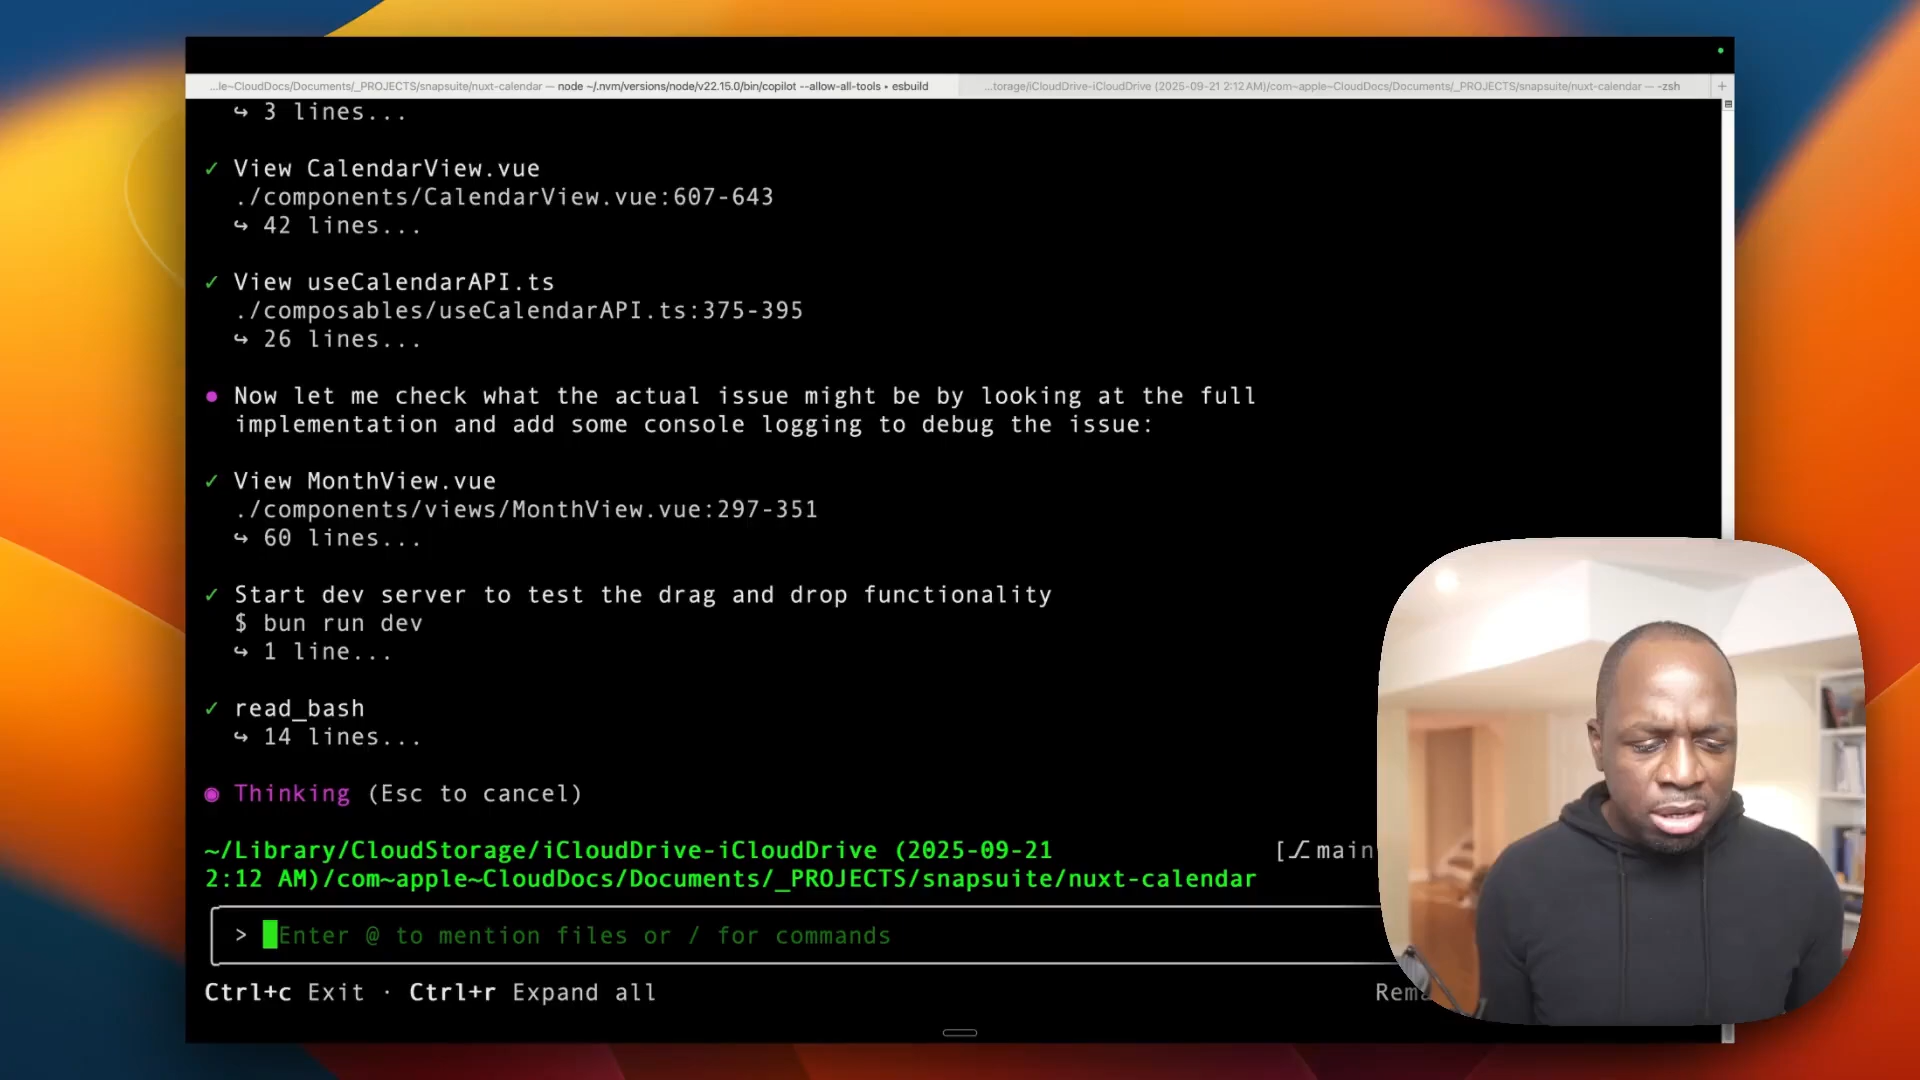 ...le~CloudDocs/Documents/_PROJECTS/snapsuite/nuxt-calendar — node ~/.nvm/versions/node/v22.15.0/bin/copilot --allow-all-tools • esbuild
...torage/iCloudDrive-iCloudDrive (2025-09-21 2:12 AM)/com~apple~CloudDocs/Documents/_PROJECTS/snapsuite/nuxt-calendar — -zsh
↪ 3 lines...
✓ View CalendarView.vue
./components/CalendarView.vue:607-643
↪ 42 lines...
✓ View useCalendarAPI.ts
./composables/useCalendarAPI.ts:375-395
↪ 26 lines...
● Now let me check what the actual issue might be by looking at the full
implementation and add some console logging to debug the issue:
✓ View MonthView.vue
./components/views/MonthView.vue:297-351
↪ 60 lines...
✓ Start dev server to test the drag and drop functionality
$ bun run dev
↪ 1 line...
✓ read_bash
↪ 14 lines...
◉ Thinking (Esc to cancel)
~/Library/CloudStorage/iCloudDrive-iCloudDrive (2025-09-21 [⎇ main
2:12 AM)/com~apple~CloudDocs/Documents/_PROJECTS/snapsuite/nuxt-calendar
> Enter @ to mention files or / for commands
Ctrl+c Exit · Ctrl+r Expand all